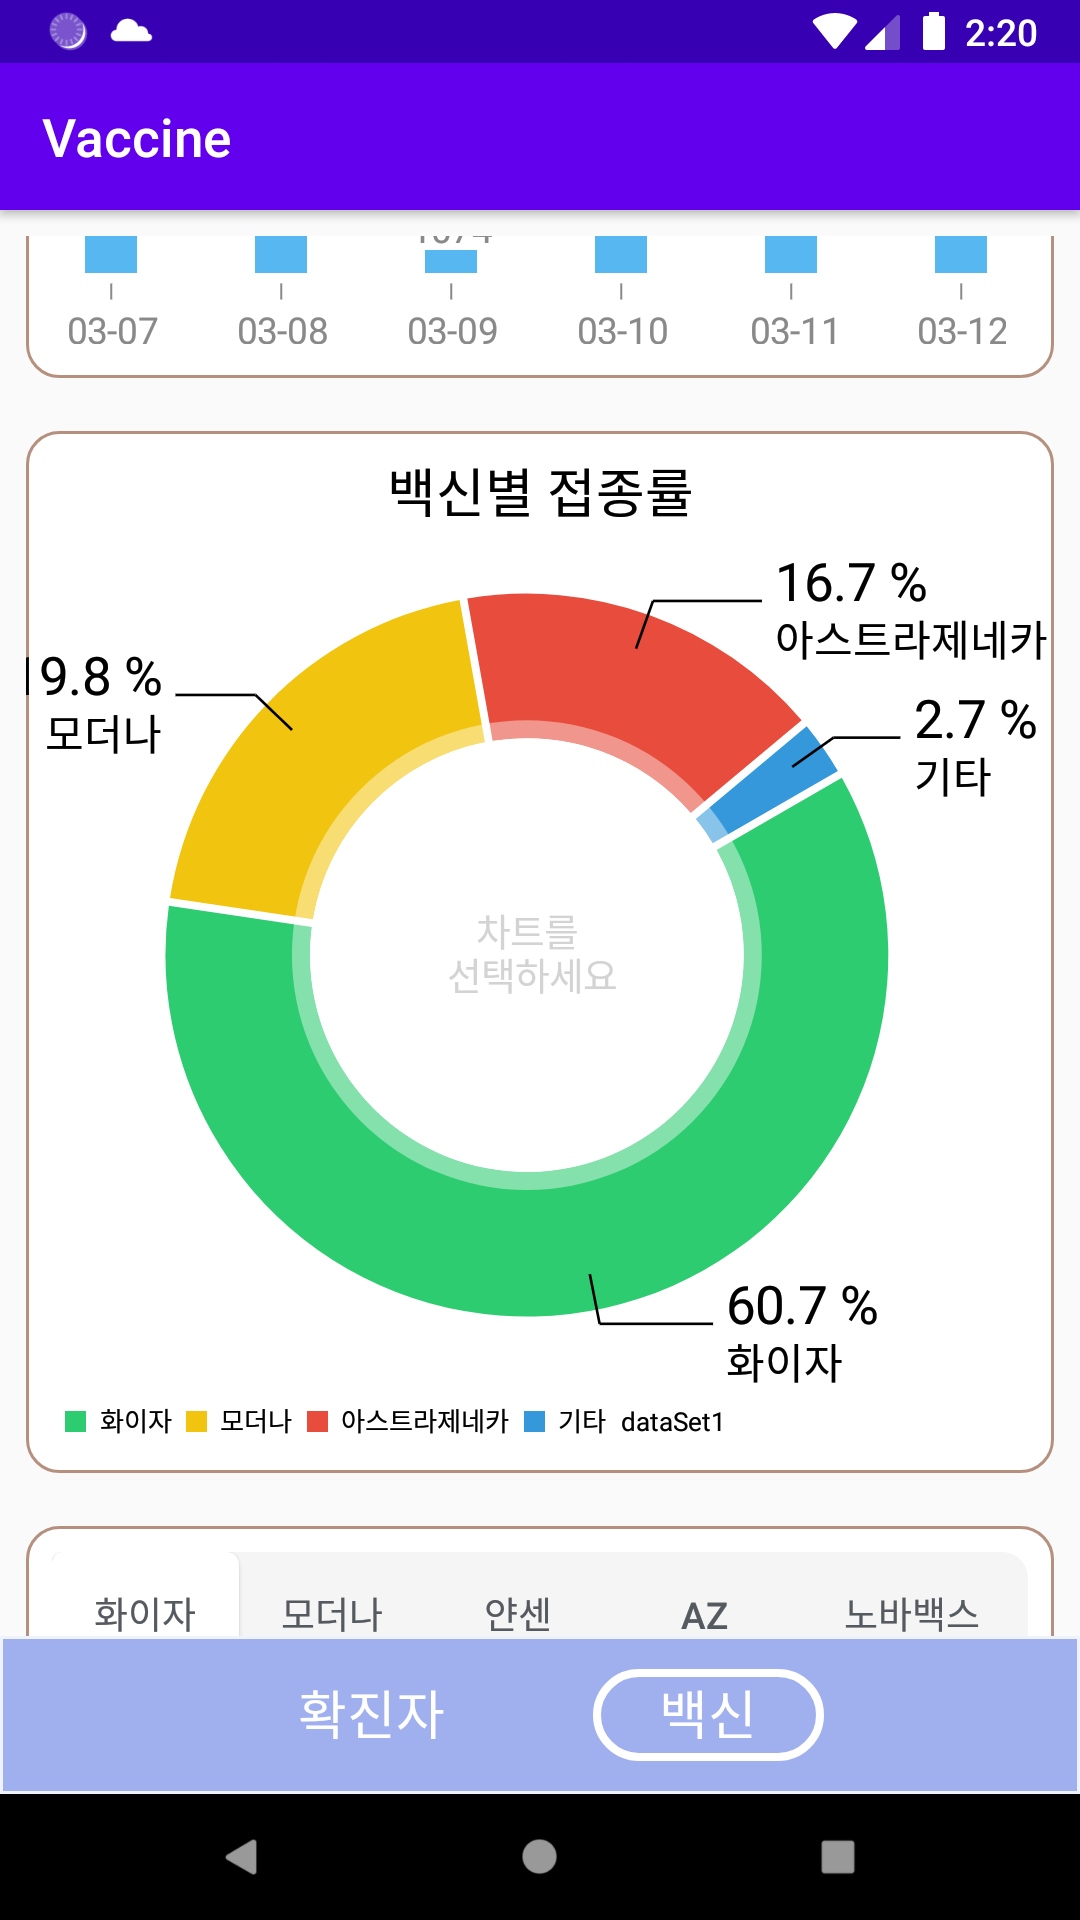 2:20
Vaccine
03-07 03-08 03-09 03-10 03-11 03-12
백신별 접종률
16.7 %
아스트라제네카
9.8 %
모더나
2.7 %
기타
차트를
선택하세요
60.7 %
화이자
화이자 모더나 아스트라제네카 기타 dataSet1
화이자 모더나 얀센 AZ 노바백스
확진자 백신